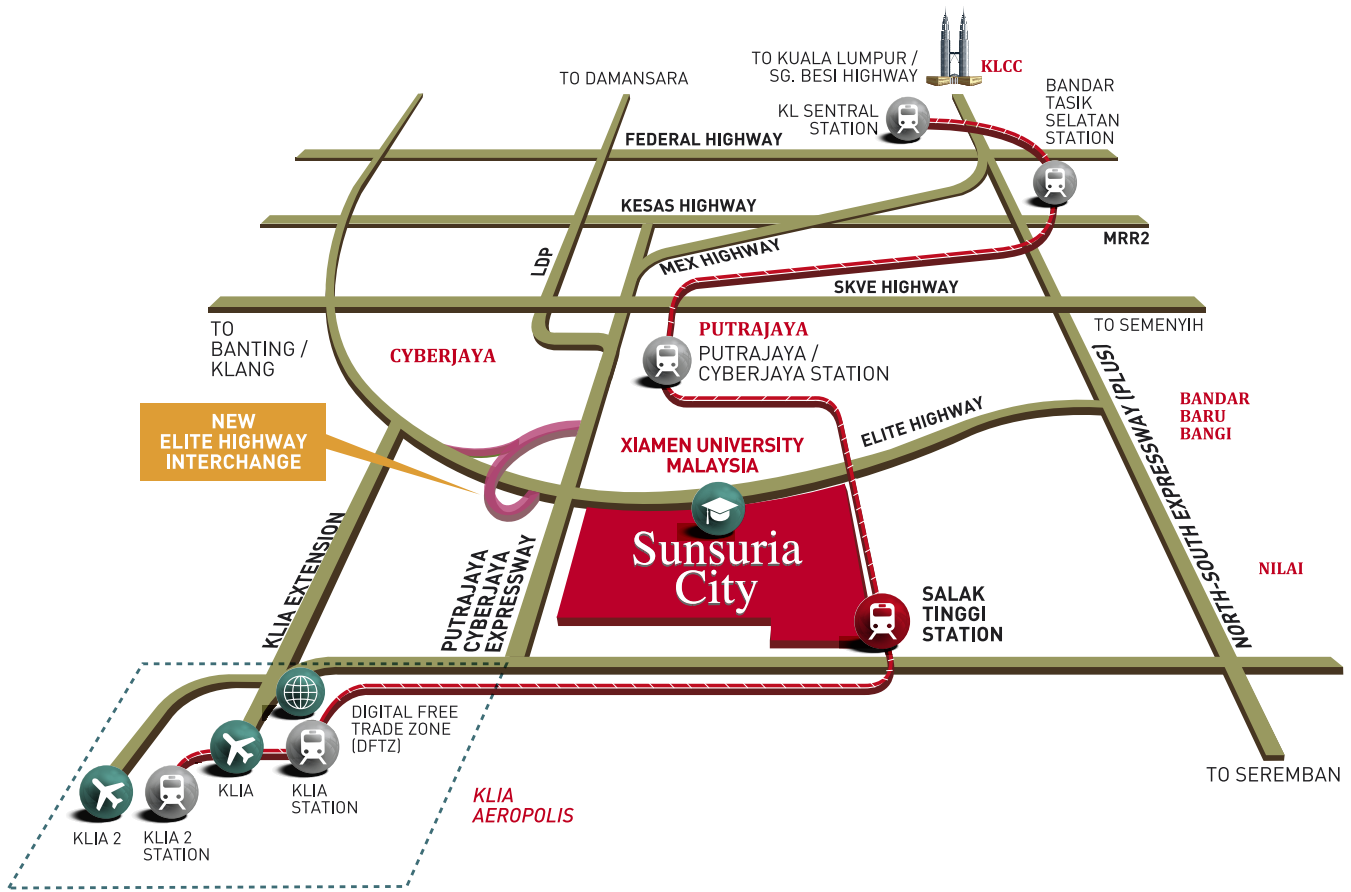 TO KUALA LUMPUR /
SG. BESI HIGHWAY
KLCC
TO DAMANSARA
KL SENTRAL
STATION
BANDAR
TASIK
SELATAN
STATION
FEDERAL HIGHWAY
KESAS HIGHWAY
MRR2
LDP
MEX HIGHWAY
SKVE HIGHWAY
TO
BANTING /
KLANG
CYBERJAYA
PUTRAJAYA
PUTRAJAYA /
CYBERJAYA STATION
TO SEMENYIH
NEW
ELITE HIGHWAY
INTERCHANGE
XIAMEN UNIVERSITY
MALAYSIA
ELITE HIGHWAY
NORTH-SOUTH EXPRESSWAY (PLUS)
BANDAR
BARU
BANGI
Sunsuria
City
KLIA EXTENSION
PUTRAJAYA
CYBERJAYA
EXPRESSWAY
SALAK
TINGGI
STATION
NILAI
DIGITAL FREE
TRADE ZONE
(DFTZ)
KLIA
KLIA
STATION
KLIA 2
KLIA 2
STATION
KLIA
AEROPOLIS
TO SEREMBAN